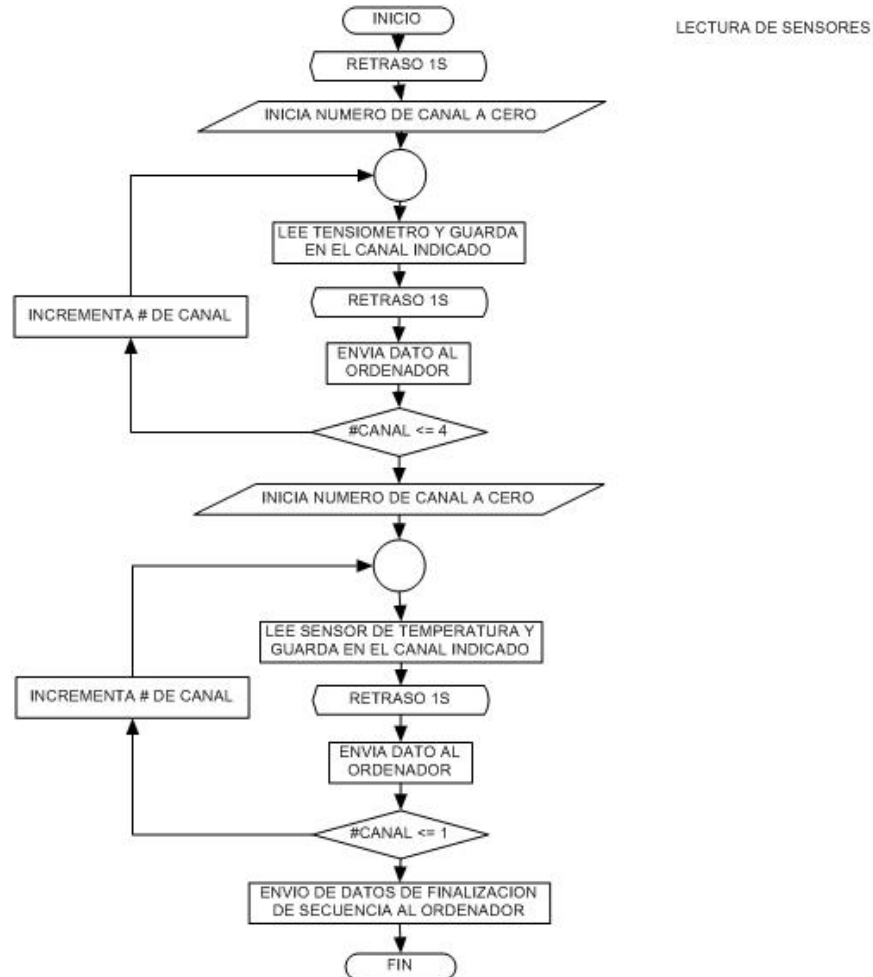 INICIO
LECTURA DE SENSORES
RETRASO 1S
INICIA NUMERO DE CANAL A CERO
LEE TENSIOMETRO Y GUARDA
EN EL CANAL INDICADO
RETRASO 1S
INCREMENTA # DE CANAL
ENVIA DATO AL
ORDENADOR
#CANAL <= 4
INICIA NUMERO DE CANAL A CERO
LEE SENSOR DE TEMPERATURA Y
GUARDA EN EL CANAL INDICADO
RETRASO 1S
INCREMENTA # DE CANAL
ENVIA DATO AL
ORDENADOR
#CANAL <= 1
ENVIO DE DATOS DE FINALIZACION
DE SECUENCIA AL ORDENADOR
FIN